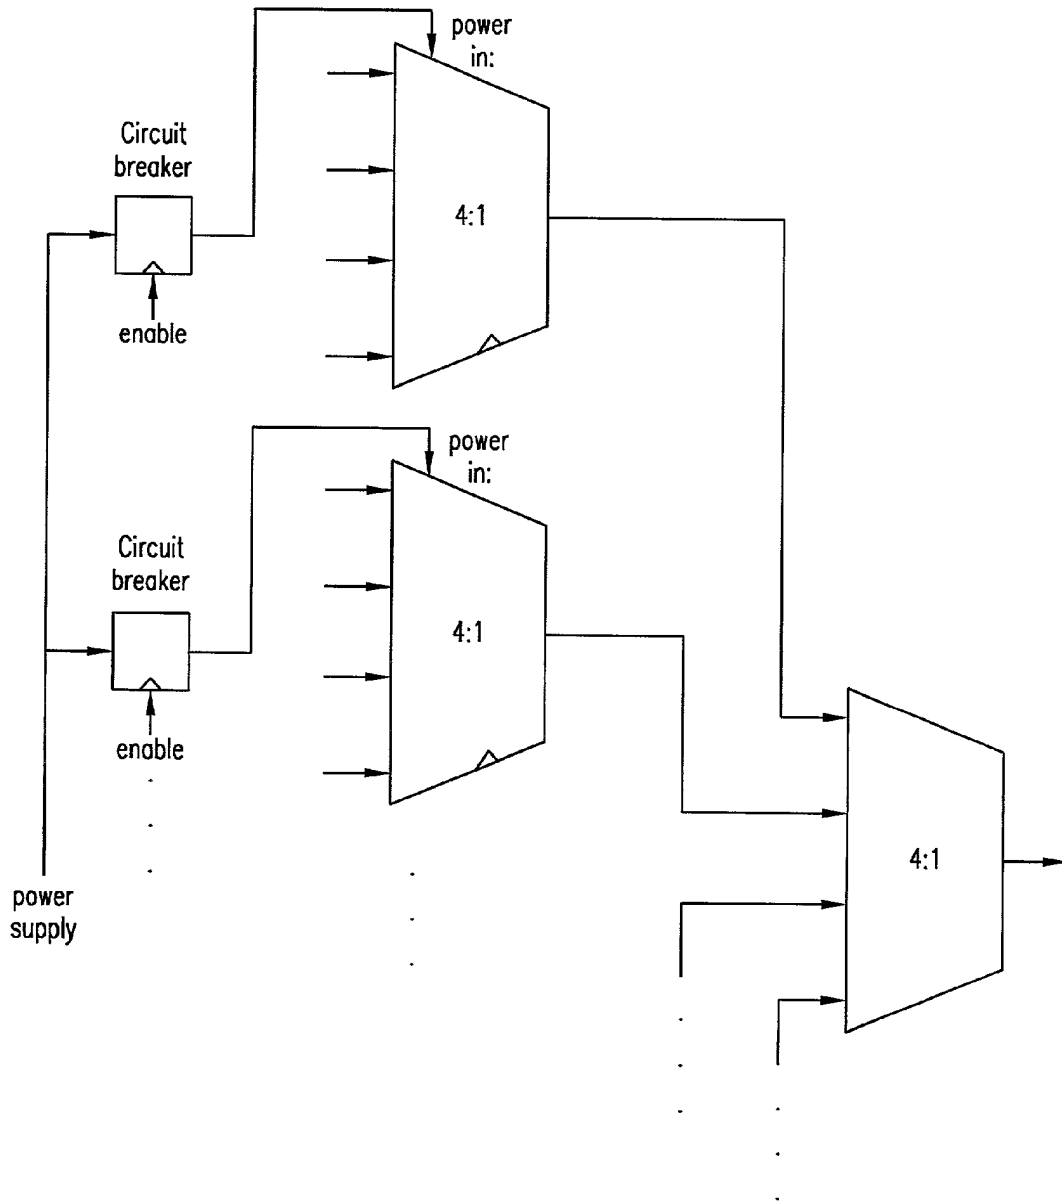 power
in:
Circuit
breaker
4:1
enable
power
in:
Circuit
breaker
4:1
enable
4:1
power
supply